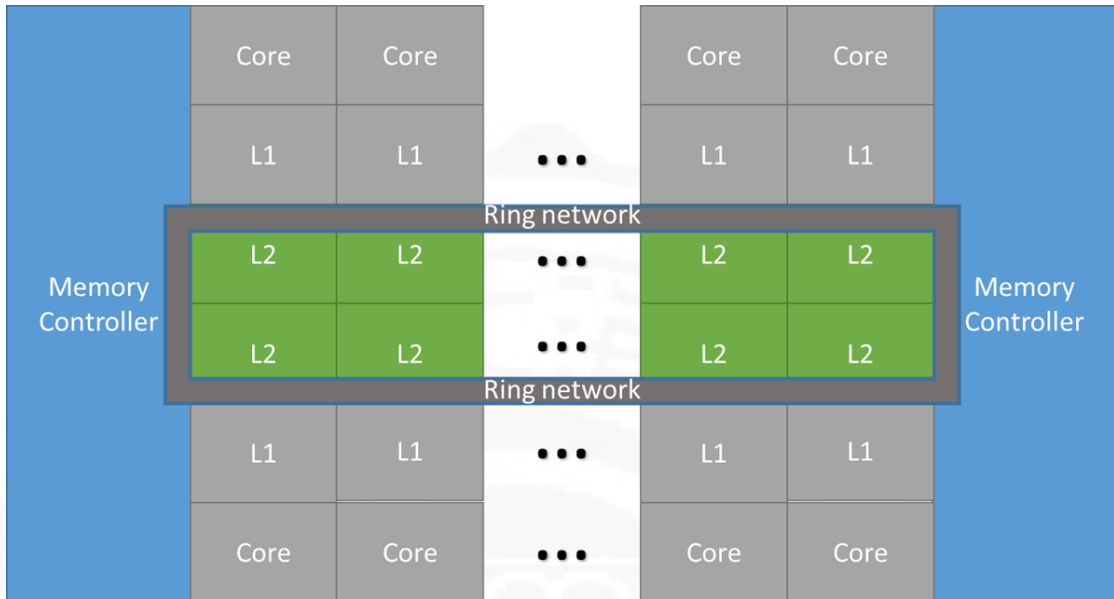 Core Core Core Core
L1 L1 ... L1 L1
Ring network
L2 L2 ... L2 L2
Memory Controller
Memory Controller
L2 L2 ... L2 L2
Ring network
L1 L1 ... L1 L1
Core Core ... Core Core